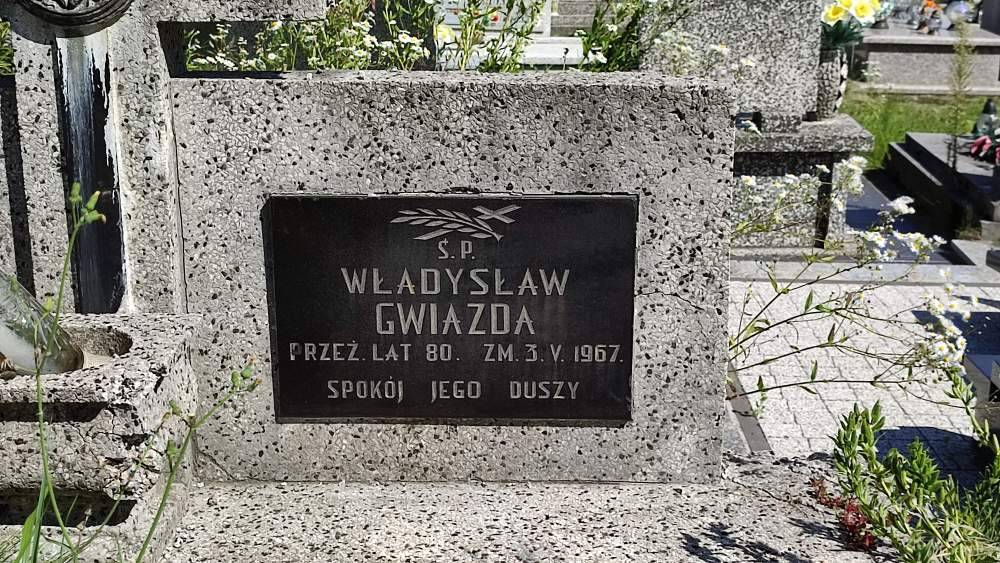 Ś.P.
WŁADYSŁAW
GWIAZDA
PRZEŻ. LAT 80. ZM. 3. V. 1967.
SPOKÓJ JEGO DUSZY